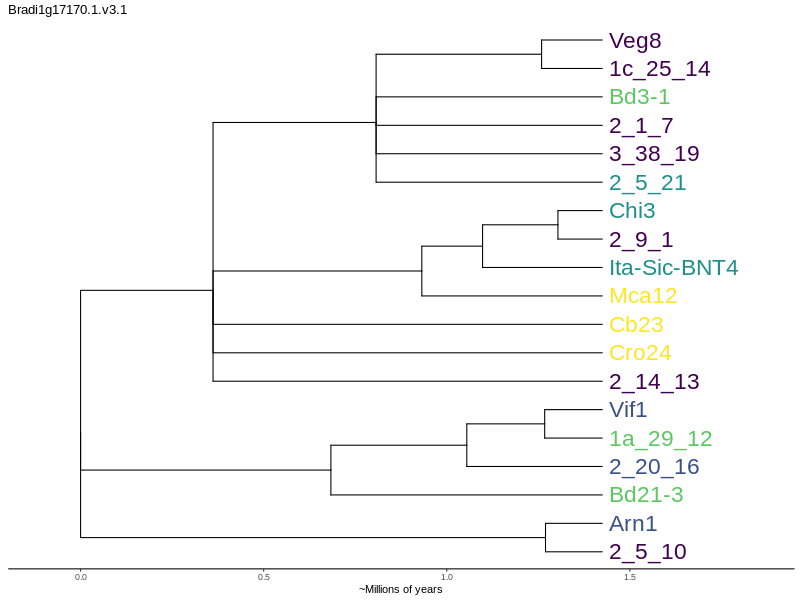 Bradi1g17170.1.v3.1
Veg8
1c_25_14
Bd3-1
2_1_7
3_38_19
2_5_21
Chi3
2_9_1
Ita-Sic-BNT4
Mca12
Cb23
Cro24
2_14_13
Vif1
1a_29_12
2_20_16
Bd21-3
Arn1
2_5_10
0.0 0.5 1.0 1.5
~Millions of years